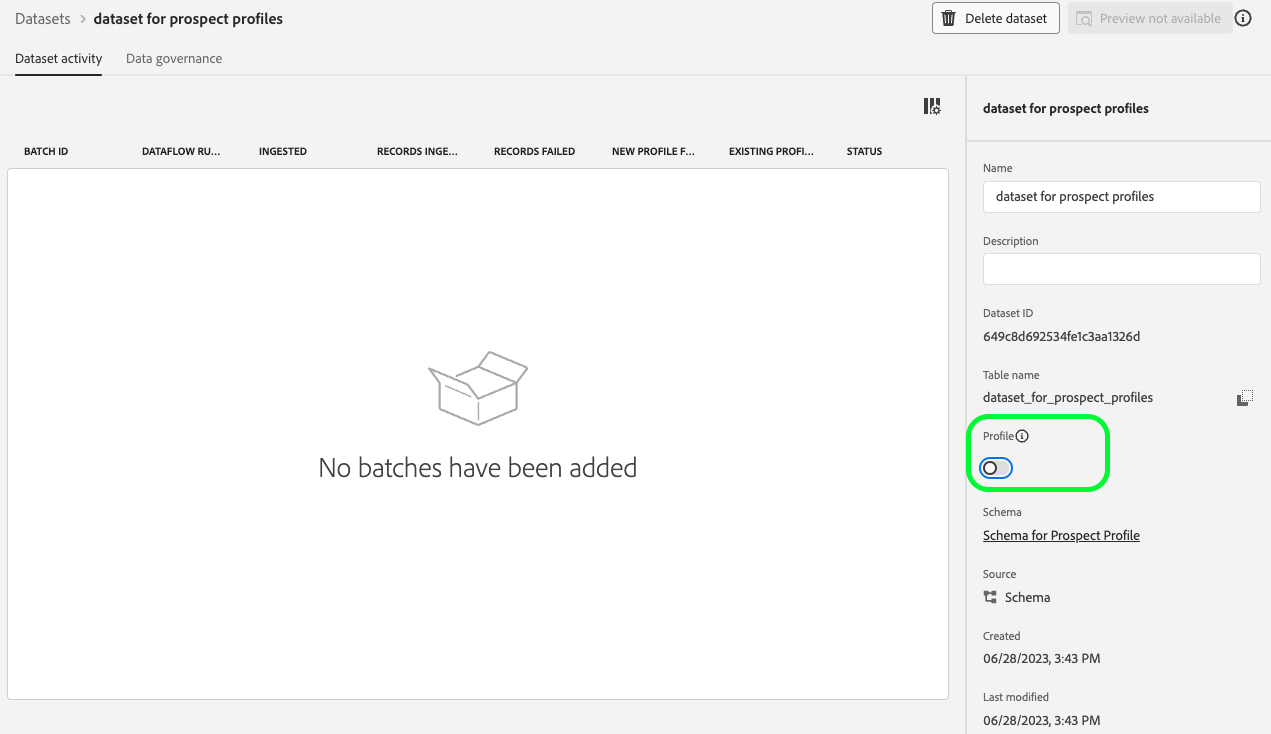 Datasets > dataset for prospect profiles
Delete dataset
Preview not available
Dataset activity
Data governance
BATCH ID
DATAFLOW RU...
INGESTED
RECORDS INGE...
RECORDS FAILED
NEW PROFILE F...
EXISTING PROFI...
STATUS
No batches have been added
dataset for prospect profiles
Name
dataset for prospect profiles
Description
Dataset ID
649c8d692534fe1c3aa1326d
Table name
dataset_for_prospect_profiles
Profile
Schema
Schema for Prospect Profile
Source
Schema
Created
06/28/2023, 3:43 PM
Last modified
06/28/2023, 3:43 PM